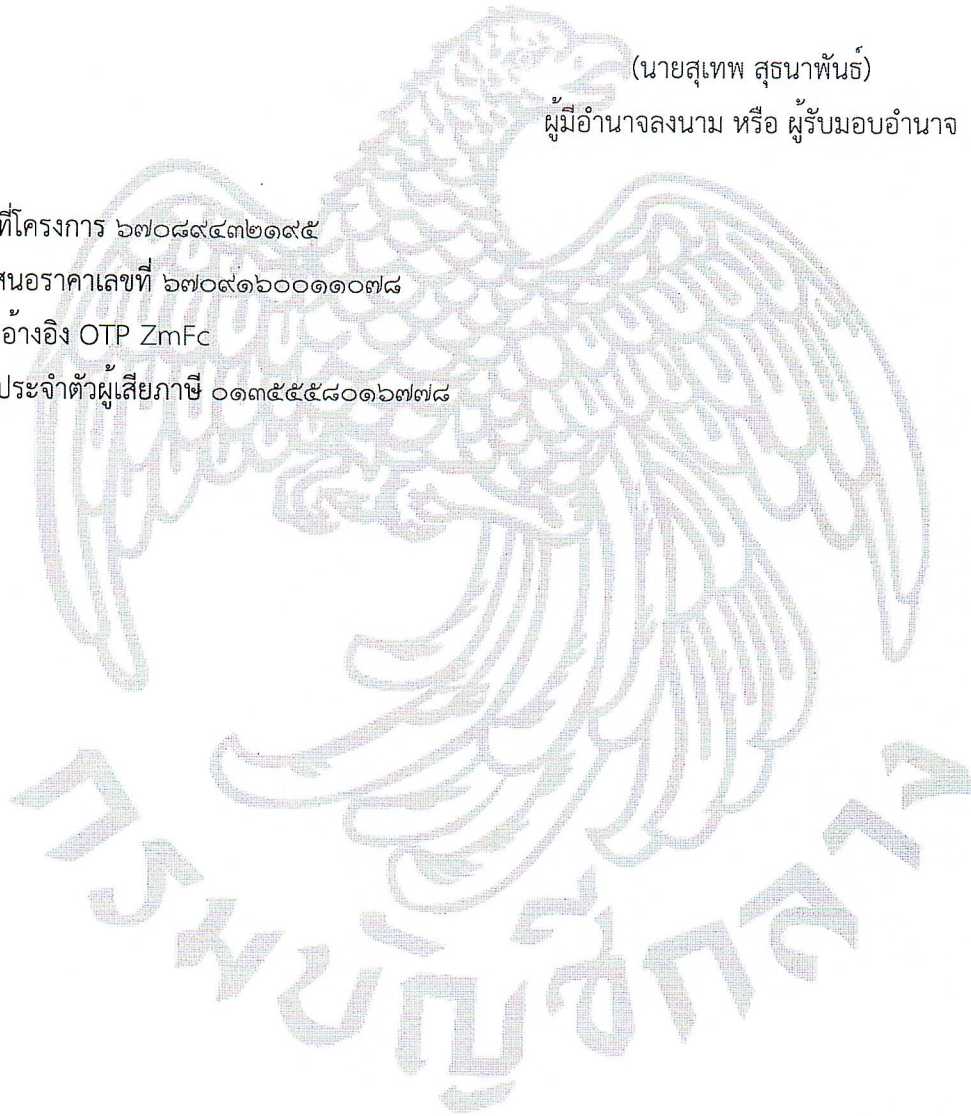 (นายสุเทพ สุธนาพันธ์)
ผู้มีอำนาจลงนาม หรือ ผู้รับมอบอำนาจ
ที่โครงการ ๖๗๐๘๙๔๓๒๑๙๕
สนอราคาเลขที่ ๖๗๐๙๑๖๐๐๑๑๐๗๘
อ้างอิง OTP ZmFc
ประจำตัวผู้เสียภาษี ๐๑๓๕๕๕๘๐๑๖๗๗๘
กรมบัญชีกลาง